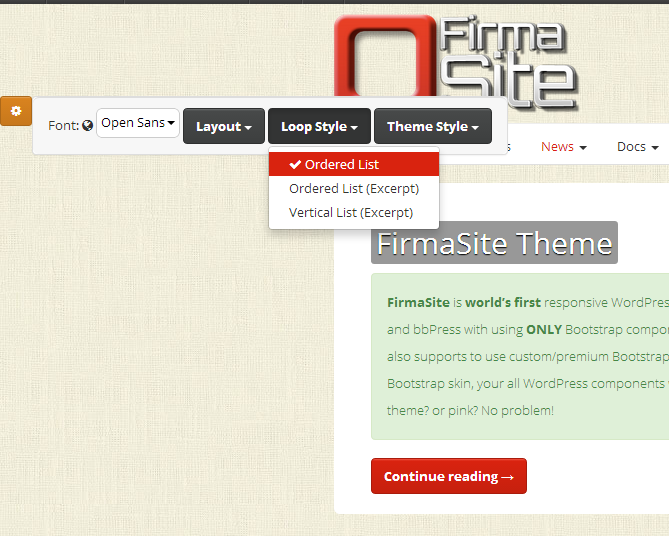 Firma
Site
Font: Open Sans Layout Loop Style Theme Style
News Docs
Ordered List
Ordered List (Excerpt)
Vertical List (Excerpt)
FirmaSite Theme
FirmaSite is world's first responsive WordPres
and bbPress with using ONLY Bootstrap compo
also supports to use custom/premium Bootstrap
Bootstrap skin, your all WordPress components
theme? or pink? No problem!
Continue reading →